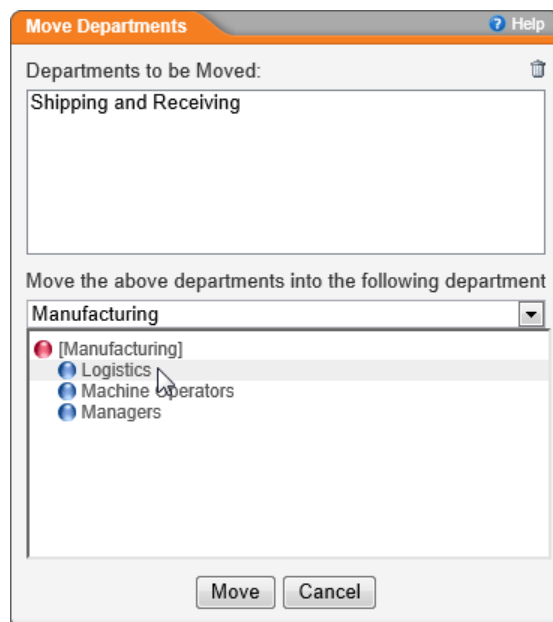 Move Departments
Help
Departments to be Moved:
Shipping and Receiving
Move the above departments into the following department
Manufacturing
[Manufacturing]
Logistics
Machine Operators
Managers
Move
Cancel